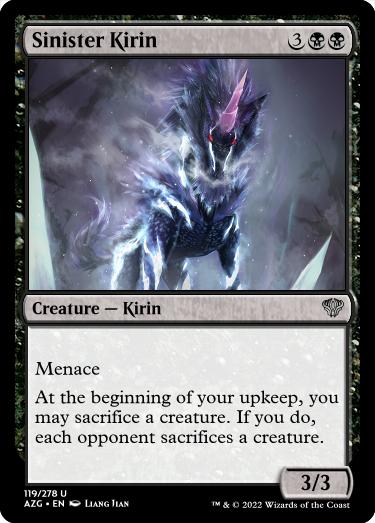 Sinister Kirin 3
Creature — Kirin
Menace
At the beginning of your upkeep, you
may sacrifice a creature. If you do,
each opponent sacrifices a creature.
3/3
119/278 U
AZG • EN Liang Jian
™ & © 2022 Wizards of the Coast